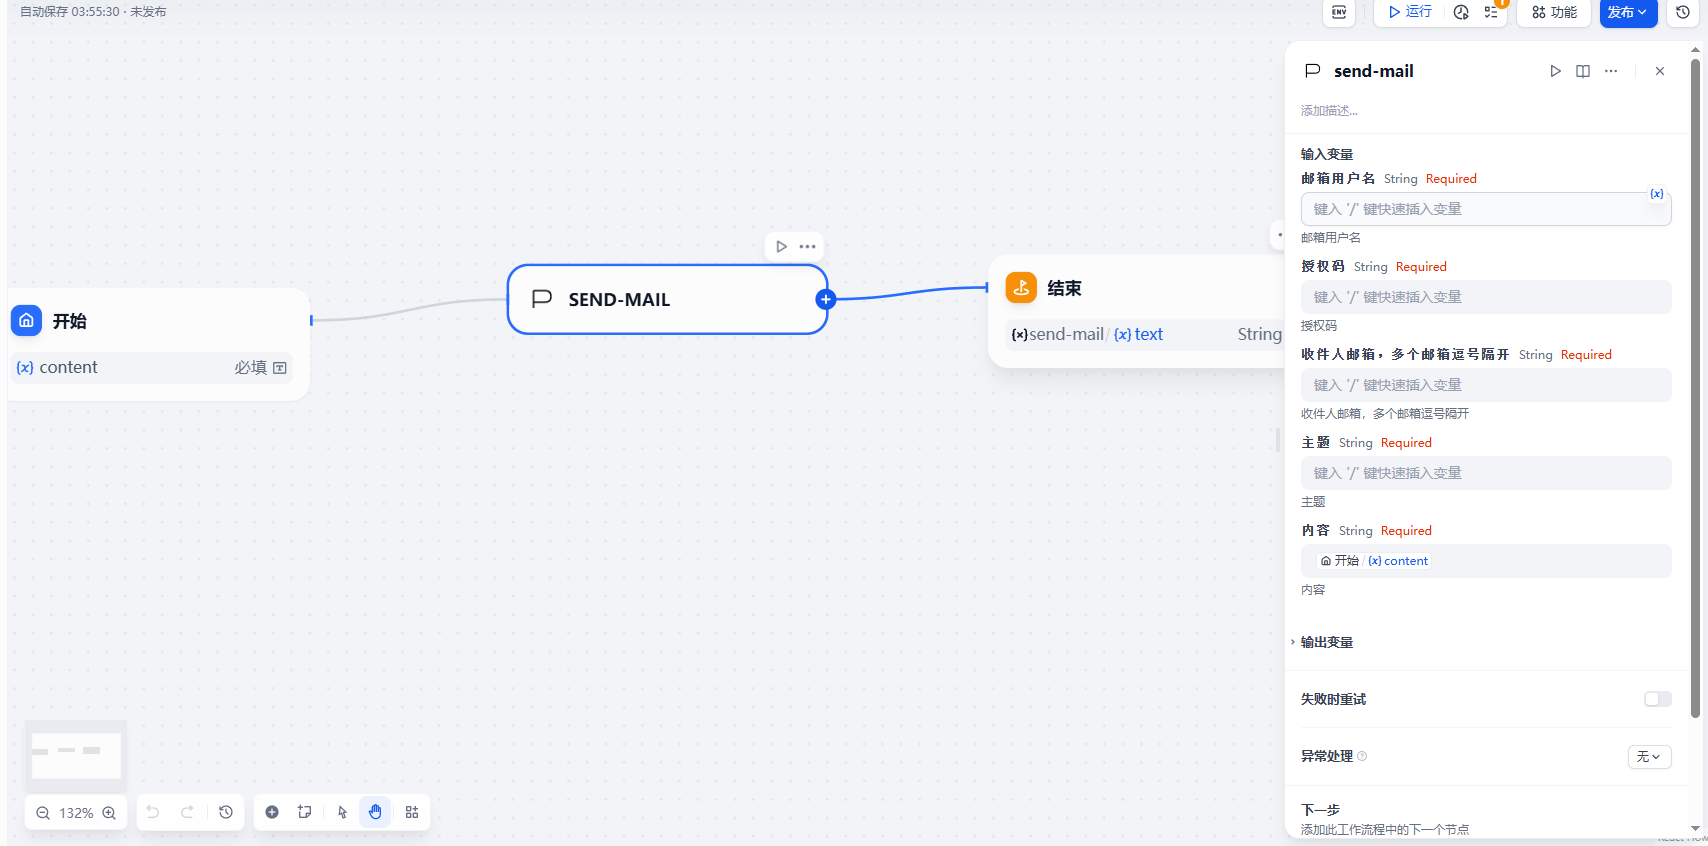 自动保存 03:55:30 · 未发布
ENV
运行
1
功能
发布
send-mail
添加描述...
输入变量
邮箱用户名 String Required
键入 '/' 键快速插入变量
{x}
邮箱用户名
授权码 String Required
键入 '/' 键快速插入变量
授权码
收件人邮箱，多个邮箱逗号隔开 String Required
键入 '/' 键快速插入变量
收件人邮箱，多个邮箱逗号隔开
主题 String Required
键入 '/' 键快速插入变量
主题
内容 String Required
开始 / {x} content
内容
输出变量
失败时重试
异常处理
无
下一步
添加此工作流程中的下一个节点
开始
{x} content 必填
SEND-MAIL
结束
{x} send-mail / {x} text String
132%